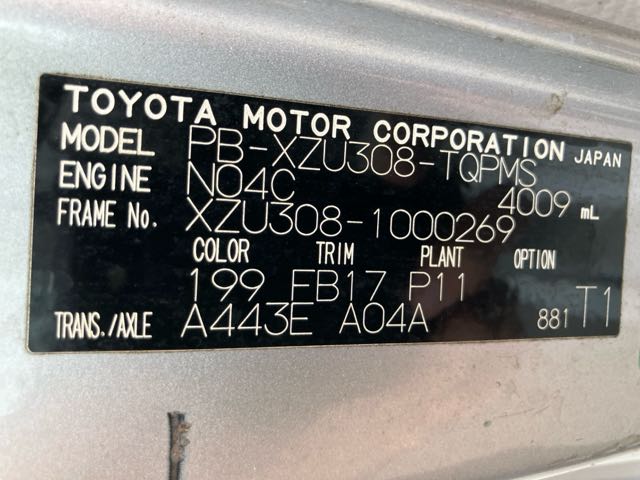 TOYOTA MOTOR CORPORATION JAPAN
MODEL PB-XZU308-TQPMS
ENGINE N04C 4009 mL
FRAME No. XZU308-1000269
COLOR TRIM PLANT OPTION
199 FB17 P11
TRANS./AXLE A443E A04A 881 T1